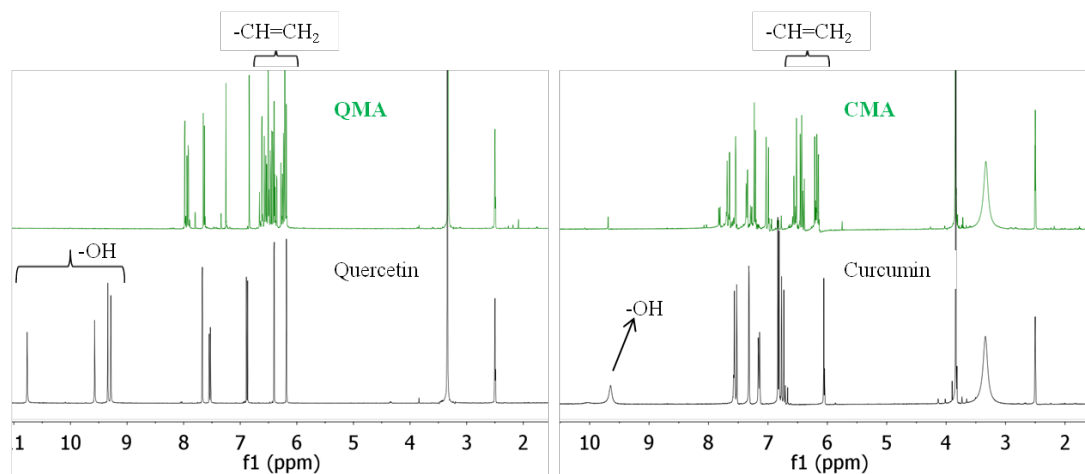 -CH=CH₂
-CH=CH₂
QMA
CMA
-OH
Quercetin
Curcumin
-OH
11 10 9 8 7 6 5 4 3 2
f1 (ppm)
10 9 8 7 6 5 4 3 2
f1 (ppm)